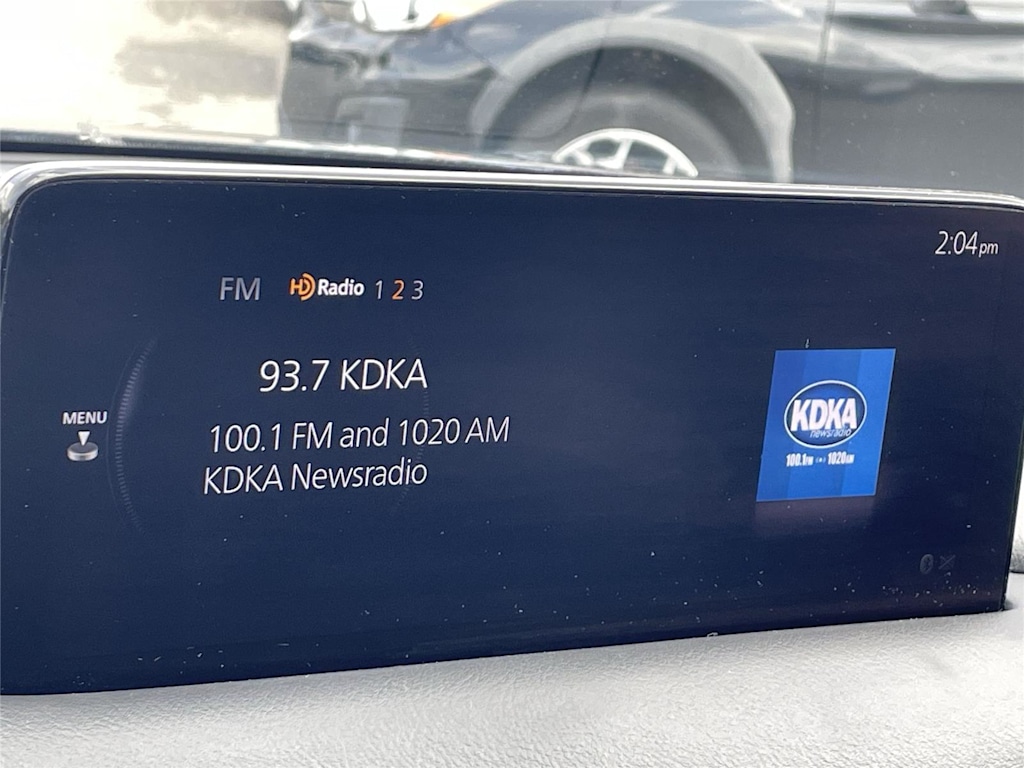 2:04pm
FM HD Radio 1 2 3
93.7 KDKA
MENU
100.1 FM and 1020 AM
KDKA Newsradio
KDKA
newsradio
100.1FM 1020AM